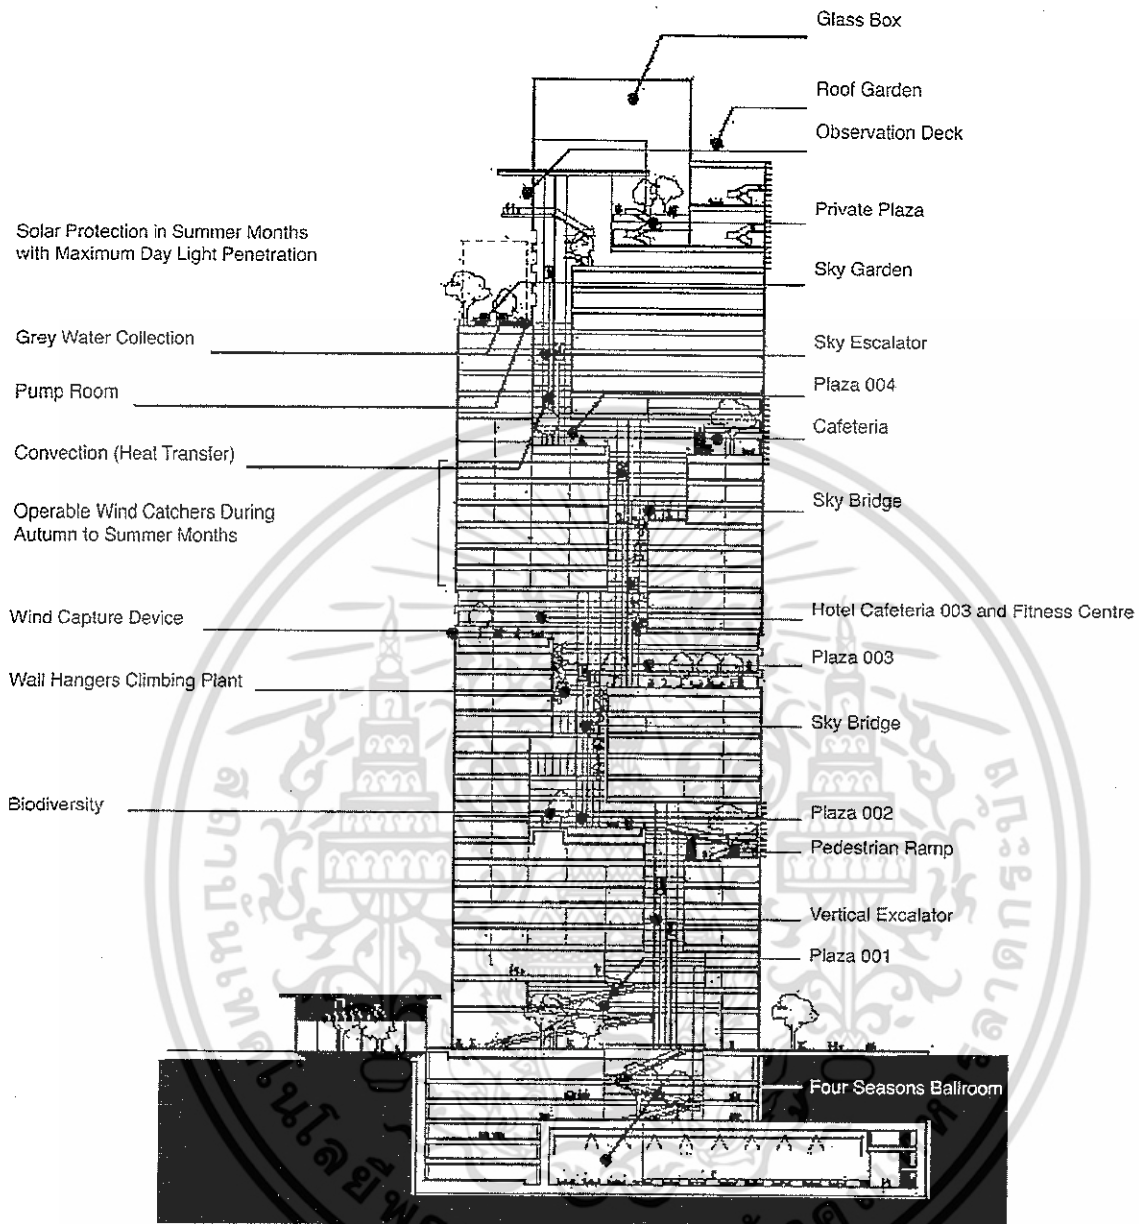 Glass Box
Roof Garden
Observation Deck
Solar Protection in Summer Months
with Maximum Day Light Penetration
Private Plaza
Sky Garden
Grey Water Collection
Sky Escalator
Pump Room
Plaza 004
Cafeteria
Convection (Heat Transfer)
Operable Wind Catchers During
Autumn to Summer Months
Sky Bridge
Wind Capture Device
Hotel Cafeteria 003 and Fitness Centre
Plaza 003
Wall Hangers Climbing Plant
Sky Bridge
Biodiversity
Plaza 002
Pedestrian Ramp
Vertical Excalator
Plaza 001
Four Seasons Ballroom